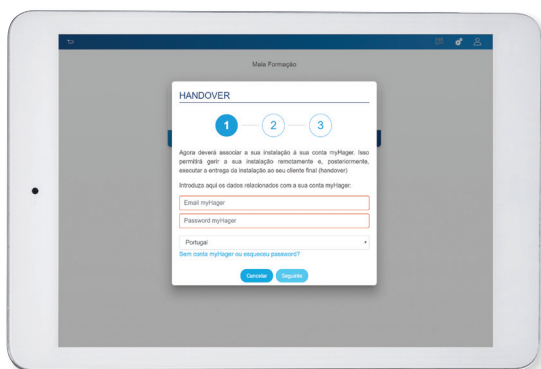 Mala Formação
HANDOVER
1
2
3
Agora deverá associar a sua instalação à sua conta myHager. Isso
permitirá gerir a sua instalação remotamente e, posteriormente,
executar a entrega da instalação ao seu cliente final (handover)
Introduza aqui os dados relacionados com a sua conta myHager:
Email myHager
Password myHager
Portugal
Sem conta myHager ou esqueceu password?
Cancelar
Seguinte